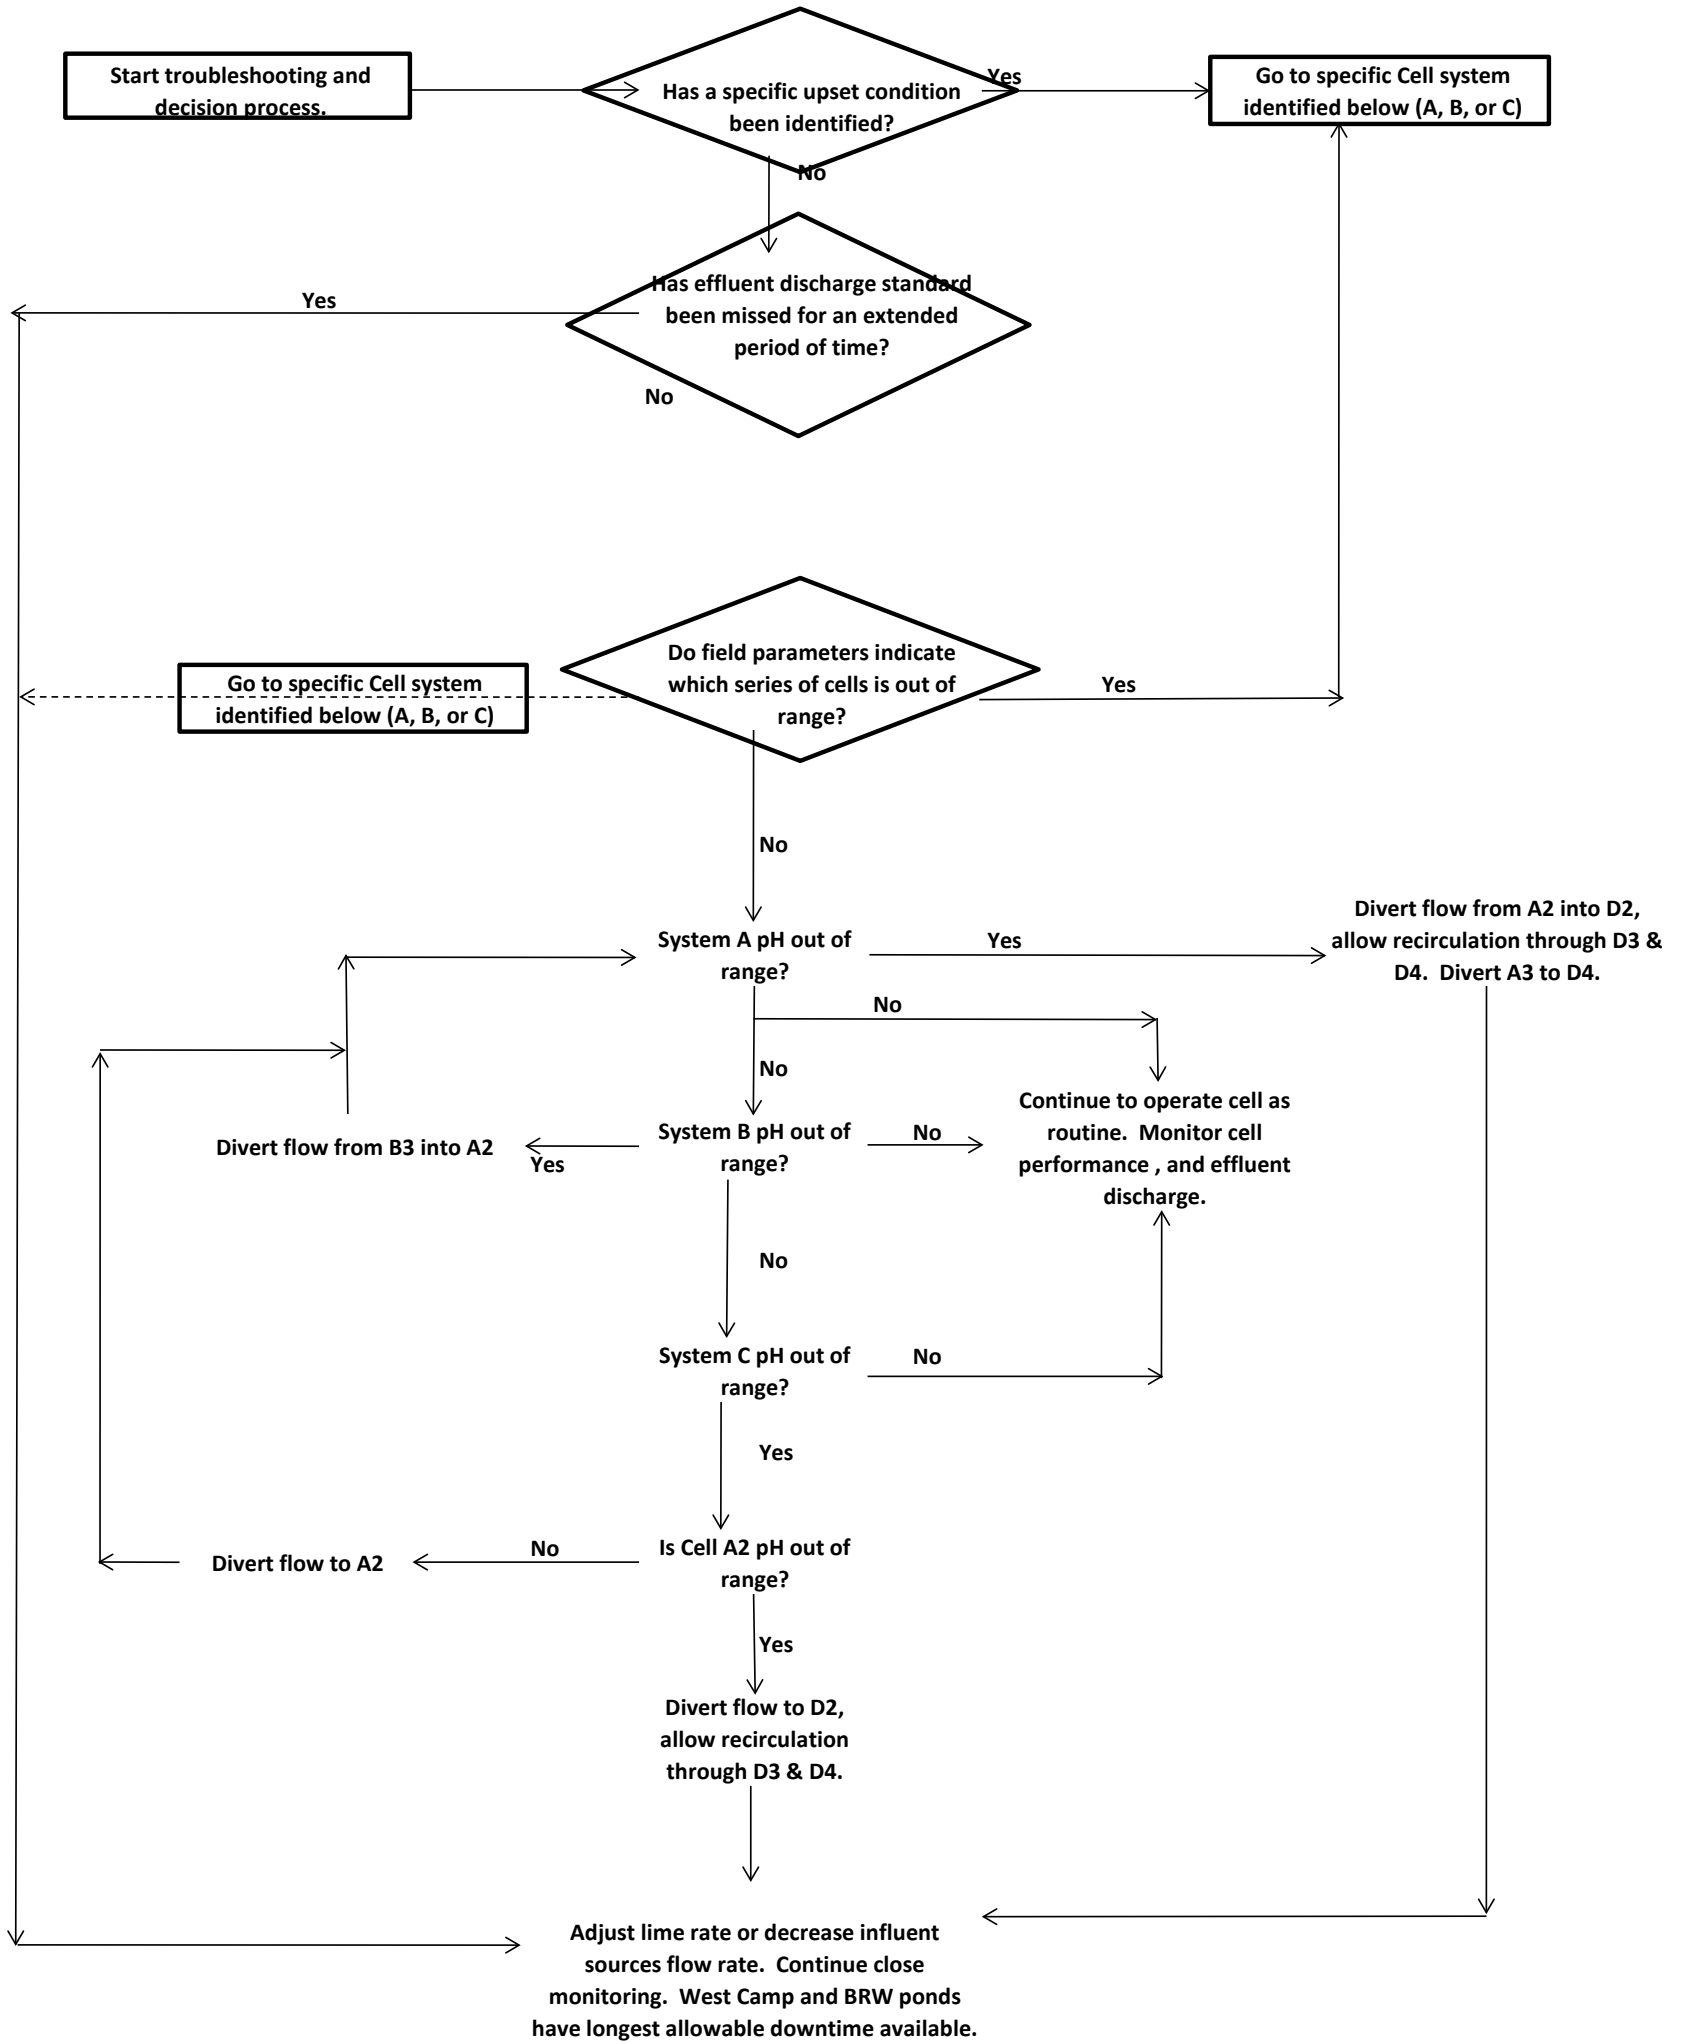 Start troubleshooting and
decision process.
Has a specific upset condition
been identified?
Yes
Go to specific Cell system
identified below (A, B, or C)
No
Has effluent discharge standard
been missed for an extended
period of time?
Yes
No
Do field parameters indicate
which series of cells is out of
range?
Go to specific Cell system
identified below (A, B, or C)
Yes
No
System A pH out of
range?
Yes
Divert flow from A2 into D2,
allow recirculation through D3 &
D4.  Divert A3 to D4.
No
No
System B pH out of
range?
Yes
Divert flow from B3 into A2
No
Continue to operate cell as
routine.  Monitor cell
performance , and effluent
discharge.
No
System C pH out of
range?
No
Yes
Is Cell A2 pH out of
range?
No
Divert flow to A2
Yes
Divert flow to D2,
allow recirculation
through D3 & D4.
Adjust lime rate or decrease influent
sources flow rate.  Continue close
monitoring.  West Camp and BRW ponds
have longest allowable downtime available.